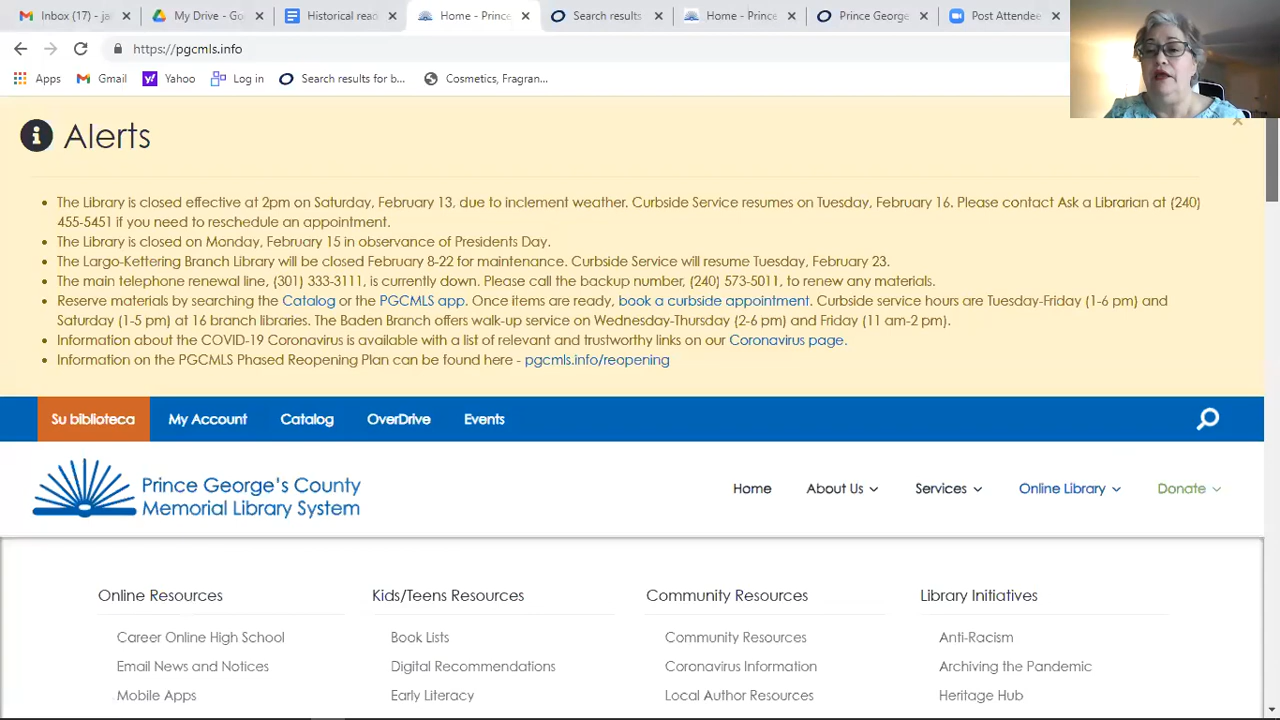 Inbox (17) - ja
My Drive - Go
Historical read
Home - Prince
Search results
Home - Prince
Prince George
Post Attendee
https://pgcmls.info
Apps
Gmail
Yahoo
Log in
Search results for b...
Cosmetics, Fragran...
Alerts
• The Library is closed effective at 2pm on Saturday, February 13, due to inclement weather. Curbside Service resumes on Tuesday, February 16. Please contact Ask a Librarian at (240)
455-5451 if you need to reschedule an appointment.
• The Library is closed on Monday, February 15 in observance of Presidents Day.
• The Largo-Kettering Branch Library will be closed February 8-22 for maintenance. Curbside Service will resume Tuesday, February 23.
• The main telephone renewal line, (301) 333-3111, is currently down. Please call the backup number, (240) 573-5011, to renew any materials.
• Reserve materials by searching the Catalog or the PGCMLS app. Once items are ready, book a curbside appointment. Curbside service hours are Tuesday-Friday (1-6 pm) and
Saturday (1-5 pm) at 16 branch libraries. The Baden Branch offers walk-up service on Wednesday-Thursday (2-6 pm) and Friday (11 am-2 pm).
• Information about the COVID-19 Coronavirus is available with a list of relevant and trustworthy links on our Coronavirus page.
• Information on the PGCMLS Phased Reopening Plan can be found here - pgcmls.info/reopening
Su biblioteca
My Account
Catalog
OverDrive
Events
Prince George's County
Memorial Library System
Home
About Us
Services
Online Library
Donate
Online Resources
Career Online High School
Email News and Notices
Mobile Apps
Kids/Teens Resources
Book Lists
Digital Recommendations
Early Literacy
Community Resources
Community Resources
Coronavirus Information
Local Author Resources
Library Initiatives
Anti-Racism
Archiving the Pandemic
Heritage Hub